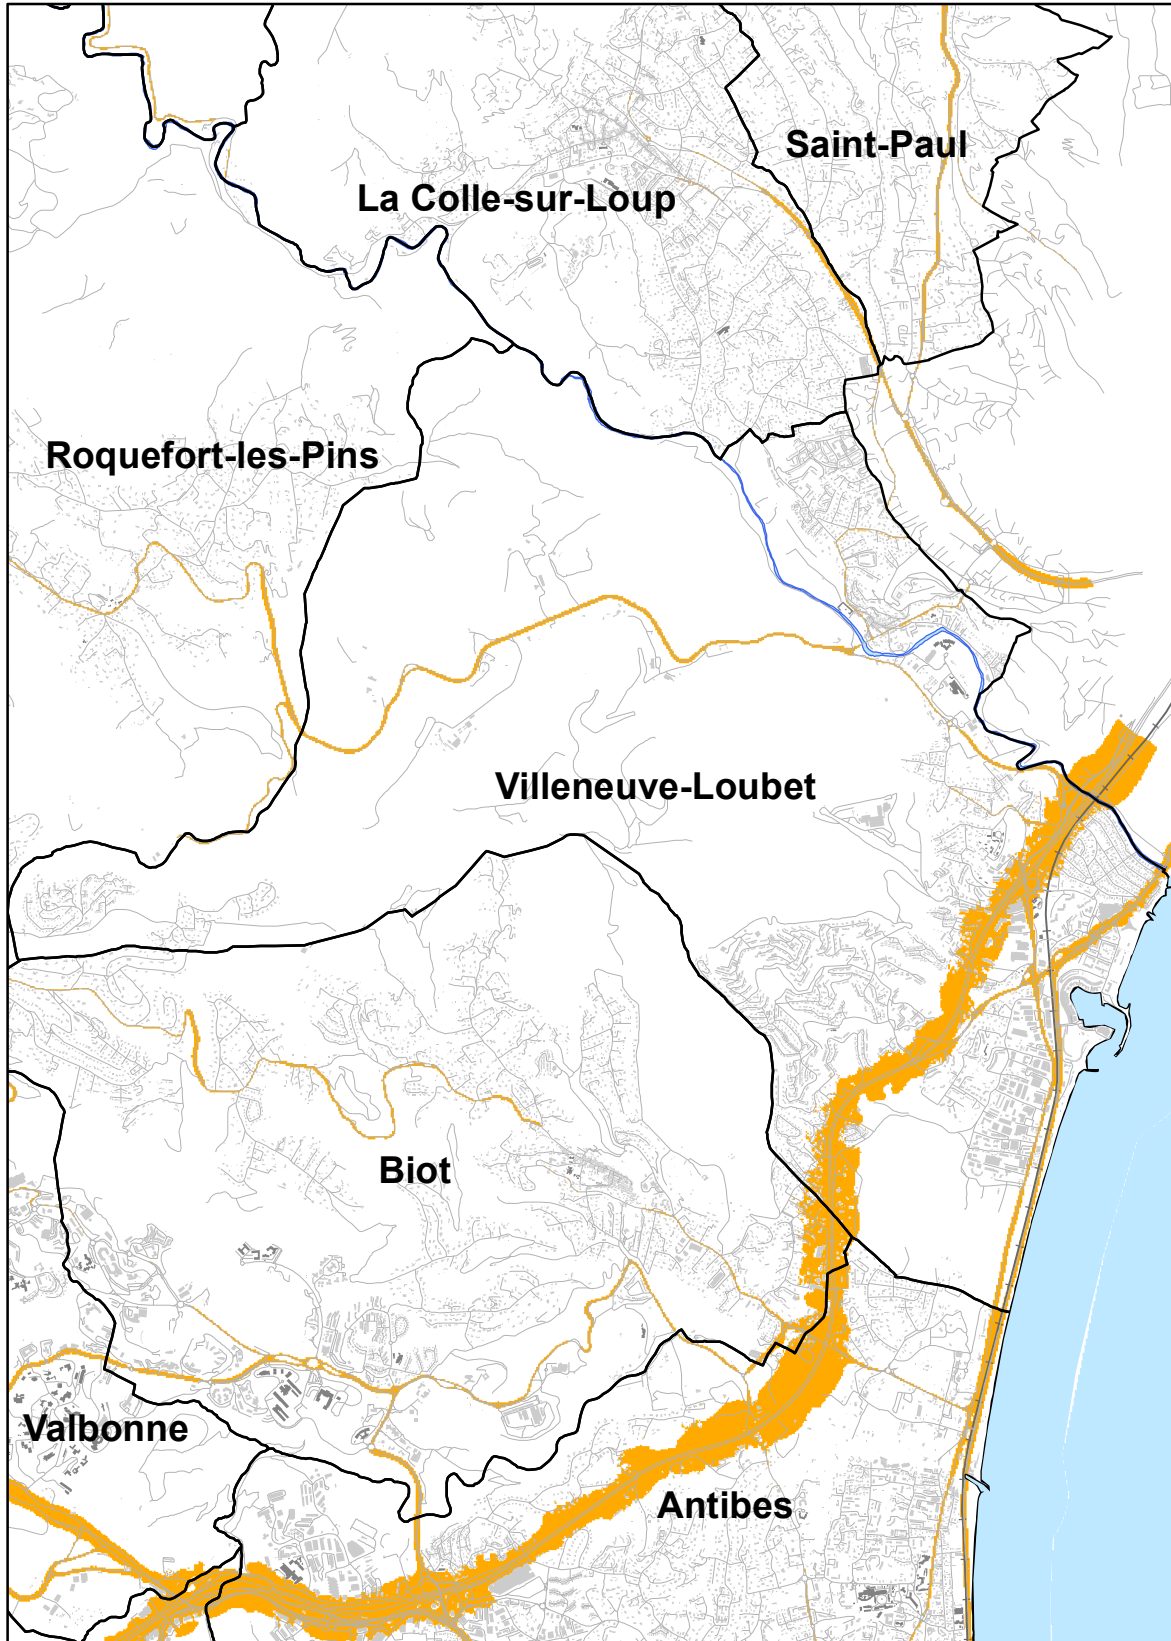 Saint-Paul
La Colle-sur-Loup
Roquefort-les-Pins
Villeneuve-Loubet
Biot
Valbonne
Antibes